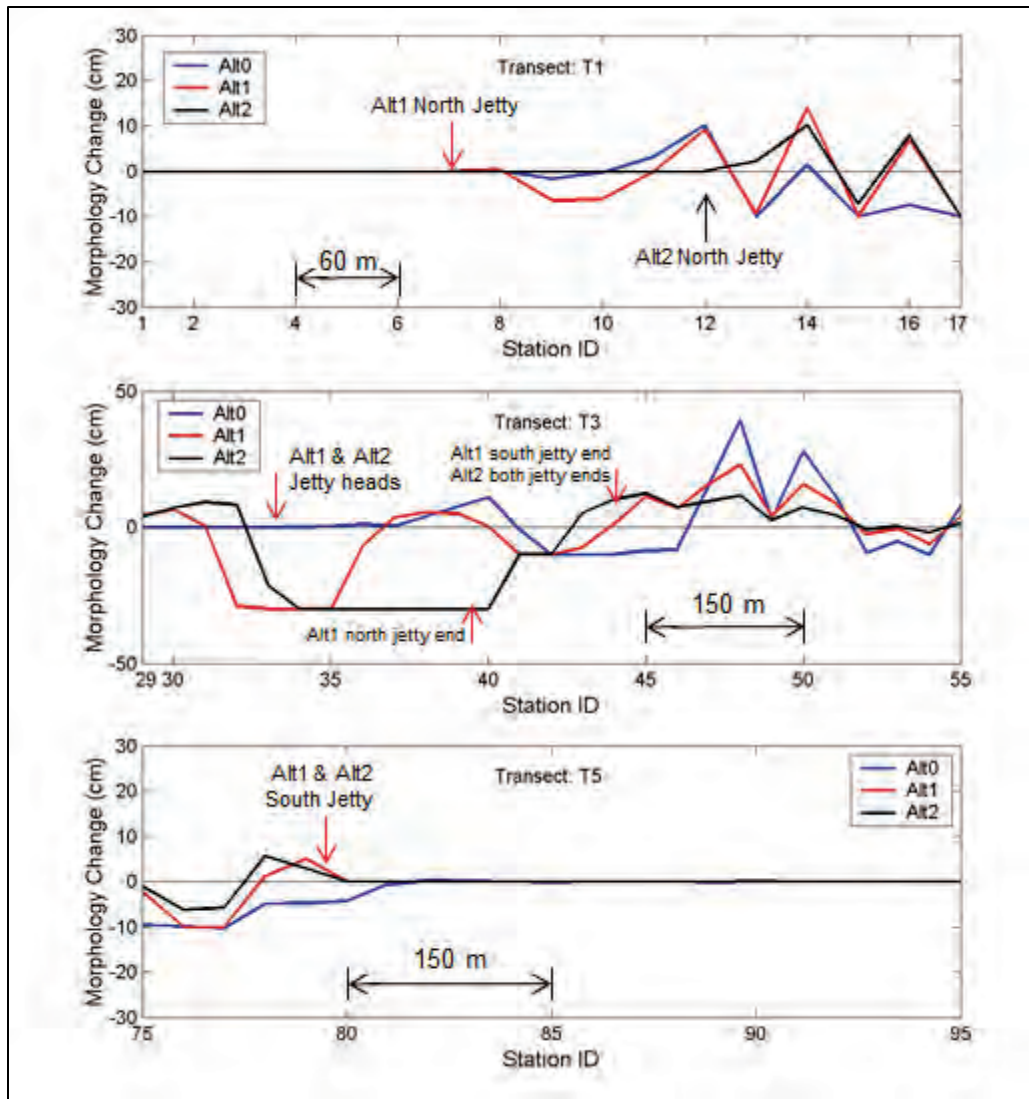 30
20
10
0
-10
-20
-30
Morphology Change (cm)
Alt0
Alt1
Alt2
Transect: T1
Alt1 North Jetty
Alt2 North Jetty
60 m
1 2 4 6 8 10 12 14 16 17
Station ID
50
0
-50
Morphology Change (cm)
Alt0
Alt1
Alt2
Transect: T3
Alt1 & Alt2
Jetty heads
Alt1 south jetty end
Alt2 both jetty ends
Alt1 north jetty end
150 m
29 30 35 40 45 50 55
Station ID
30
20
10
0
-10
-20
-30
Morphology Change (cm)
Alt1 & Alt2
South Jetty
Transect: T5
Alt0
Alt1
Alt2
150 m
75 80 85 90 95
Station ID